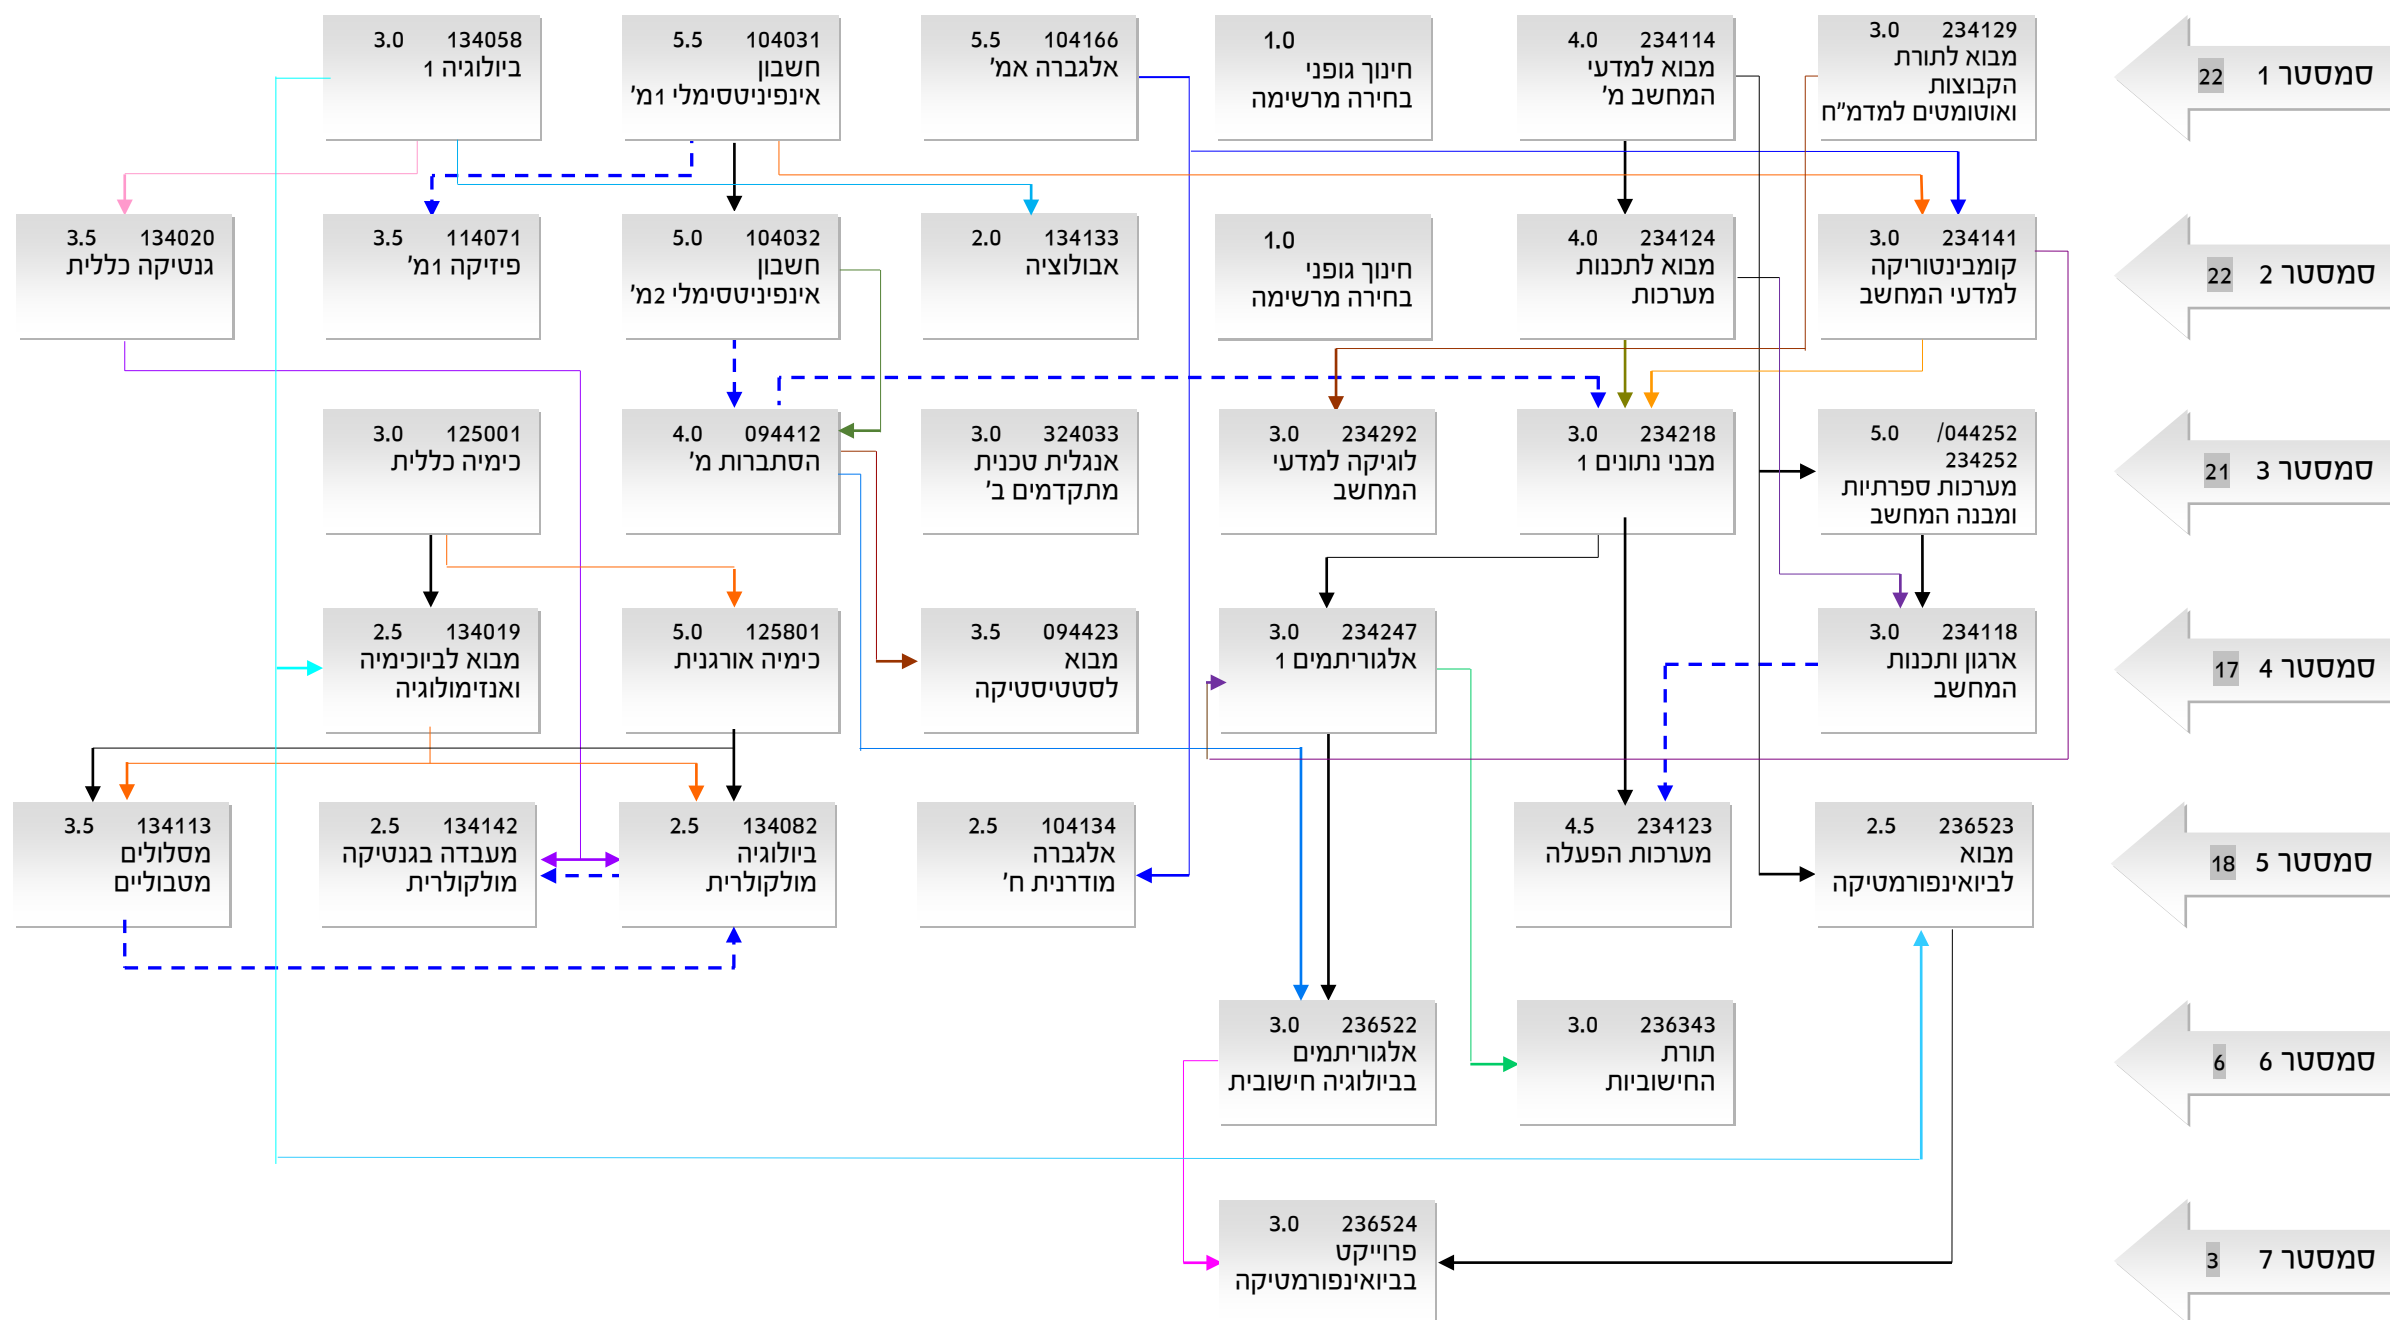 סמסטר 1 22
234129 3.0
מבוא לתורת
הקבוצות
ואוטומטים למדמ"ח
234114 4.0
מבוא למדעי
המחשב מ'
1.0
חינוך גופני
בחירה מרשימה
104166 5.5
אלגברה אמ'
104031 5.5
חשבון
אינפיניטסימלי 1מ'
134058 3.0
ביולוגיה 1
סמסטר 2 22
234141 3.0
קומבינטוריקה
למדעי המחשב
234124 4.0
מבוא לתכנות
מערכות
1.0
חינוך גופני
בחירה מרשימה
134133 2.0
אבולוציה
104032 5.0
חשבון
אינפיניטסימלי 2מ'
114071 3.5
פיזיקה 1מ'
134020 3.5
גנטיקה כללית
סמסטר 3 21
044252/ 5.0
234252
מערכות ספרתיות
ומבנה המחשב
234218 3.0
מבני נתונים 1
234292 3.0
לוגיקה למדעי
המחשב
324033 3.0
אנגלית טכנית
מתקדמים ב'
094412 4.0
הסתברות מ'
125001 3.0
כימיה כללית
סמסטר 4 17
234118 3.0
ארגון ותכנות
המחשב
234247 3.0
אלגוריתמים 1
094423 3.5
מבוא
לסטטיסטיקה
125801 5.0
כימיה אורגנית
134019 2.5
מבוא לביוכימיה
ואנזימולוגיה
סמסטר 5 18
236523 2.5
מבוא
לביואינפורמטיקה
234123 4.5
מערכות הפעלה
104134 2.5
אלגברה
מודרנית ח'
134082 2.5
ביולוגיה
מולקולרית
134142 2.5
מעבדה בגנטיקה
מולקולרית
134113 3.5
מסלולים
מטבוליים
סמסטר 6 6
236343 3.0
תורת
החישוביות
236522 3.0
אלגוריתמים
בביולוגיה חישובית
סמסטר 7 3
236524 3.0
פרוייקט
בביואינפורמטיקה